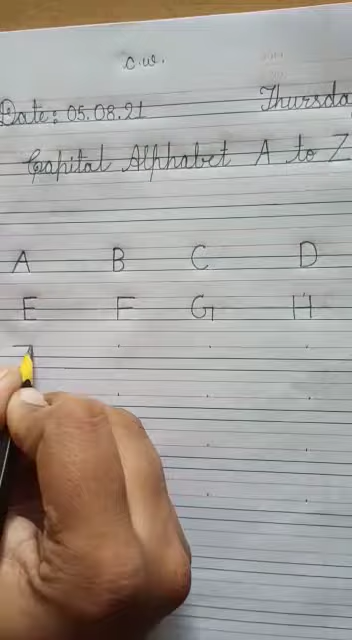 C.W.
Date: 05.08.21 Thursda
Capital Alphabet A to Z
A B C D
E F G H